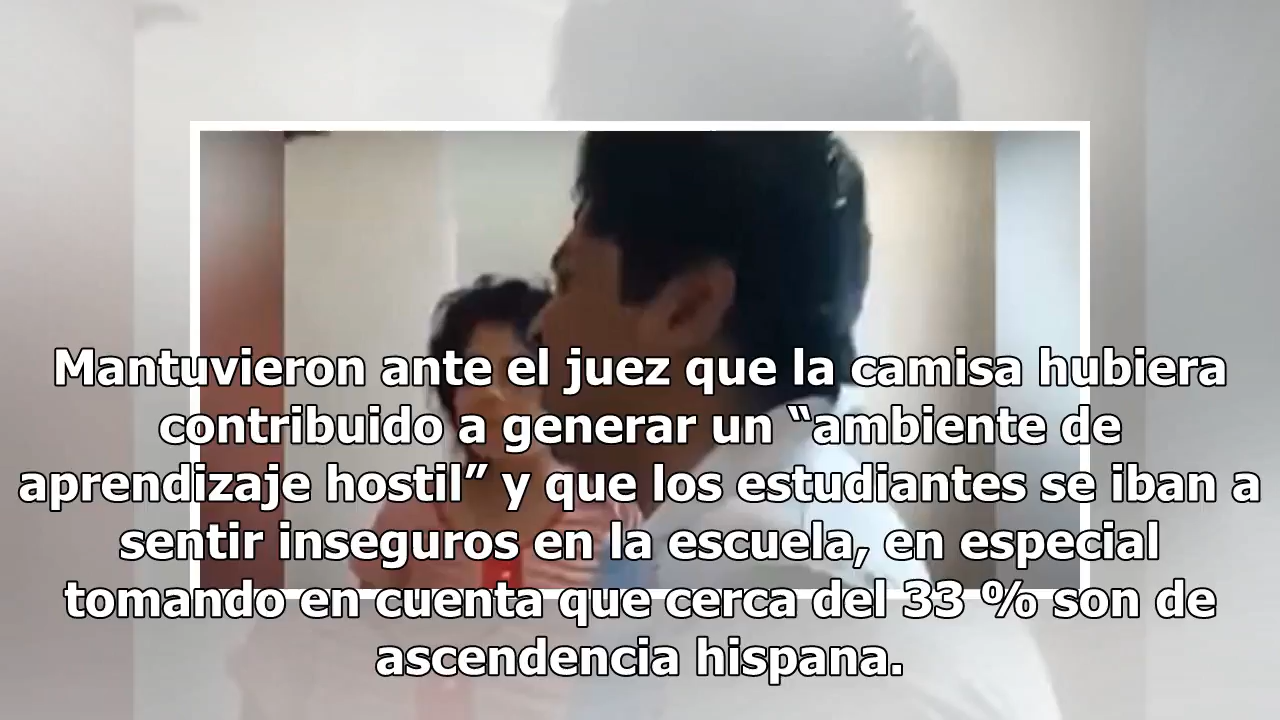 Mantuvieron ante el juez que la camisa hubiera
contribuido a generar un “ambiente de
aprendizaje hostil” y que los estudiantes se iban a
sentir inseguros en la escuela, en especial
tomando en cuenta que cerca del 33 % son de
ascendencia hispana.